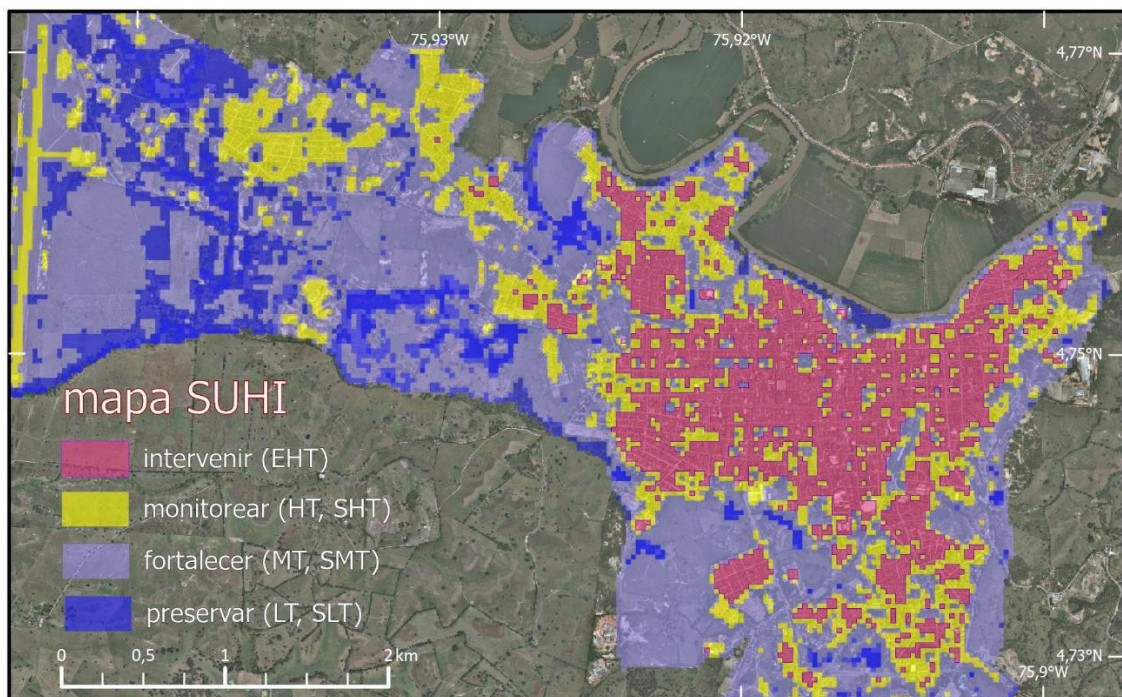 75,93°W
75,92°W
4,77°N
4,75°N
mapa SUHI
intervenir (EHT)
monitorear (HT, SHT)
fortalecer (MT, SMT)
preservar (LT, SLT)
0 0,5 1 2 km
4,73°N
75,9°W